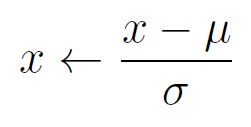 x ← (x − μ) / σ